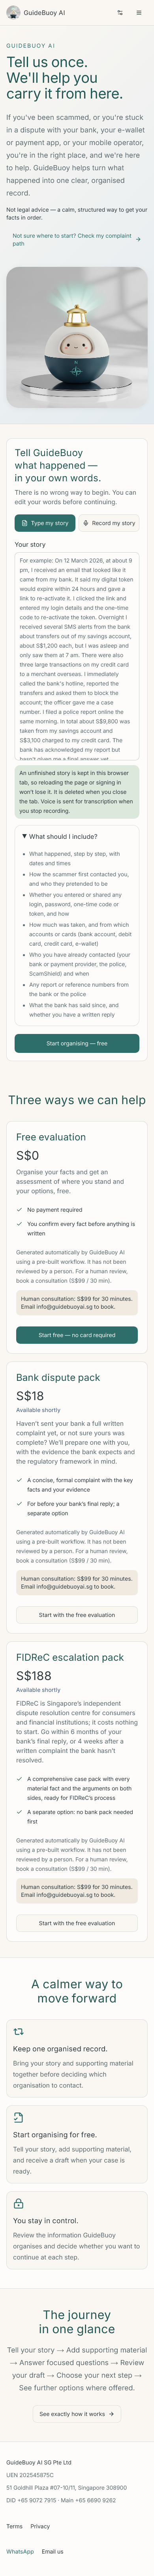 GuideBuoy AI
GUIDEBUOY AI
Tell us once.
We'll help you
carry it from here.
If you've been scammed, or you're stuck
in a dispute with your bank, your e-wallet
or payment app, or your mobile operator,
you're in the right place, and we're here
to help. GuideBuoy helps turn what
happened into one clear, organised
record.
Not legal advice — a calm, structured way to get your
facts in order.
Not sure where to start? Check my complaint
path →
Tell GuideBuoy
what happened —
in your own words.
There is no wrong way to begin. You can
edit your words before continuing.
Type my story
Record my story
Your story
Example: On 12 March 2026, at about 9
pm, I received an email that looked like it
came from my bank. It said my digital token
would expire within 24 hours and gave a
link to re-activate it. I clicked the link and
entered my login details and the one-time
code to re-activate the token. Overnight I
received several SMS alerts from the bank
about transfers out of my savings account,
about S$1,200 each, but I was asleep and
only saw them at 7 am. There were also
three large transactions on my credit card
to a merchant overseas. I immediately
called the bank's hotline, reported the
transfers and asked them to block the
account; the officer gave me a case
number. I filed a police report online the
same morning. In total about S$9,800 was
taken from my savings account and
S$3,100 charged to my credit card. The
bank has acknowledged my report but
hasn't given me a final answer yet.
An unfinished story is kept in this browser
tab, so reloading the page or signing in
won't lose it. It is deleted when you close
the tab. Voice is sent for transcription when
you stop recording.
▼ What should I include?
• What happened, step by step, with
dates and times
• How the scammer first contacted you,
and who they pretended to be
• Whether you entered or shared any
login, password, one-time code or
token, and how
• How much was taken, and from which
accounts or cards (bank account, debit
card, credit card, e-wallet)
• Who you have already contacted (your
bank or payment provider, the police,
ScamShield) and when
• Any report or reference numbers from
the bank or the police
• What the bank has said since, and
whether you have a written reply
Start organising — free
Three ways we can help
Free evaluation
S$0
Organise your facts and get an
assessment of where you stand and
your options, free.
✓ No payment required
✓ You confirm every fact before anything is
written
Generated automatically by GuideBuoy AI
using a pre-built workflow. It has not been
reviewed by a person. For a human review,
book a consultation (S$99 / 30 min).
Human consultation: S$99 for 30 minutes.
Email info@guidebuoyai.sg to book.
Start free — no card required
Bank dispute pack
S$18
Available shortly
Haven't sent your bank a full written
complaint yet, or not sure yours was
complete? We'll prepare one with you,
with the evidence the bank expects and
the regulatory framework in mind.
✓ A concise, formal complaint with the key
facts and your evidence
✓ For before your bank's final reply; a
separate option
Generated automatically by GuideBuoy AI
using a pre-built workflow. It has not been
reviewed by a person. For a human review,
book a consultation (S$99 / 30 min).
Human consultation: S$99 for 30 minutes.
Email info@guidebuoyai.sg to book.
Start with the free evaluation
FIDReC escalation pack
S$188
Available shortly
FIDReC is Singapore's independent
dispute resolution centre for consumers
and financial institutions; it costs nothing
to start. Go within 6 months of your
bank's final reply, or 4 weeks after a
written complaint the bank hasn't
resolved.
✓ A comprehensive case pack with every
material fact and the arguments on both
sides, ready for FIDReC's process
✓ A separate option: no bank pack needed
first
Generated automatically by GuideBuoy AI
using a pre-built workflow. It has not been
reviewed by a person. For a human review,
book a consultation (S$99 / 30 min).
Human consultation: S$99 for 30 minutes.
Email info@guidebuoyai.sg to book.
Start with the free evaluation
A calmer way to
move forward
Keep one organised record.
Bring your story and supporting material
together before deciding which
organisation to contact.
Start organising for free.
Tell your story, add supporting material,
and receive a draft when your case is
ready.
You stay in control.
Review the information GuideBuoy
organises and decide whether you want to
continue at each step.
The journey
in one glance
Tell your story → Add supporting material
→ Answer focused questions → Review
your draft → Choose your next step →
See further options where offered.
See exactly how it works →
GuideBuoy AI SG Pte Ltd
UEN 202545875C
51 Goldhill Plaza #07-10/11, Singapore 308900
DID +65 9072 7915 · Main +65 6690 9262
Terms Privacy
WhatsApp Email us